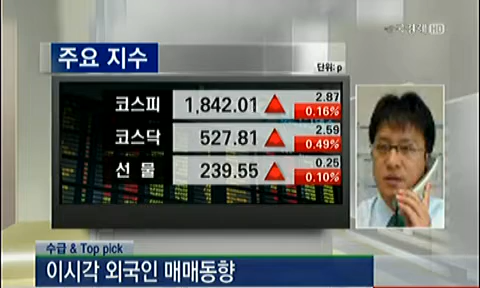 주요 지수
단위: p
코스피 1,842.01 ▲ 2.87 0.16%
코스닥 527.81 ▲ 2.59 0.49%
선물 239.55 ▲ 0.25 0.10%
수급 & Top pick
이시각 외국인 매매동향